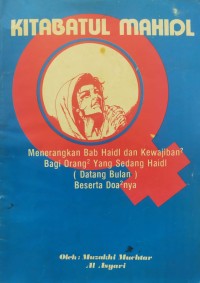 KITABATUL MAHIDL
Menerangkan Bab Haidl dan Kewajiban²
Bagi Orang² Yang Sedang Haidl
( Datang Bulan )
Beserta Doa²nya
Oleh : Muzakki Muchtar
Al Asyari